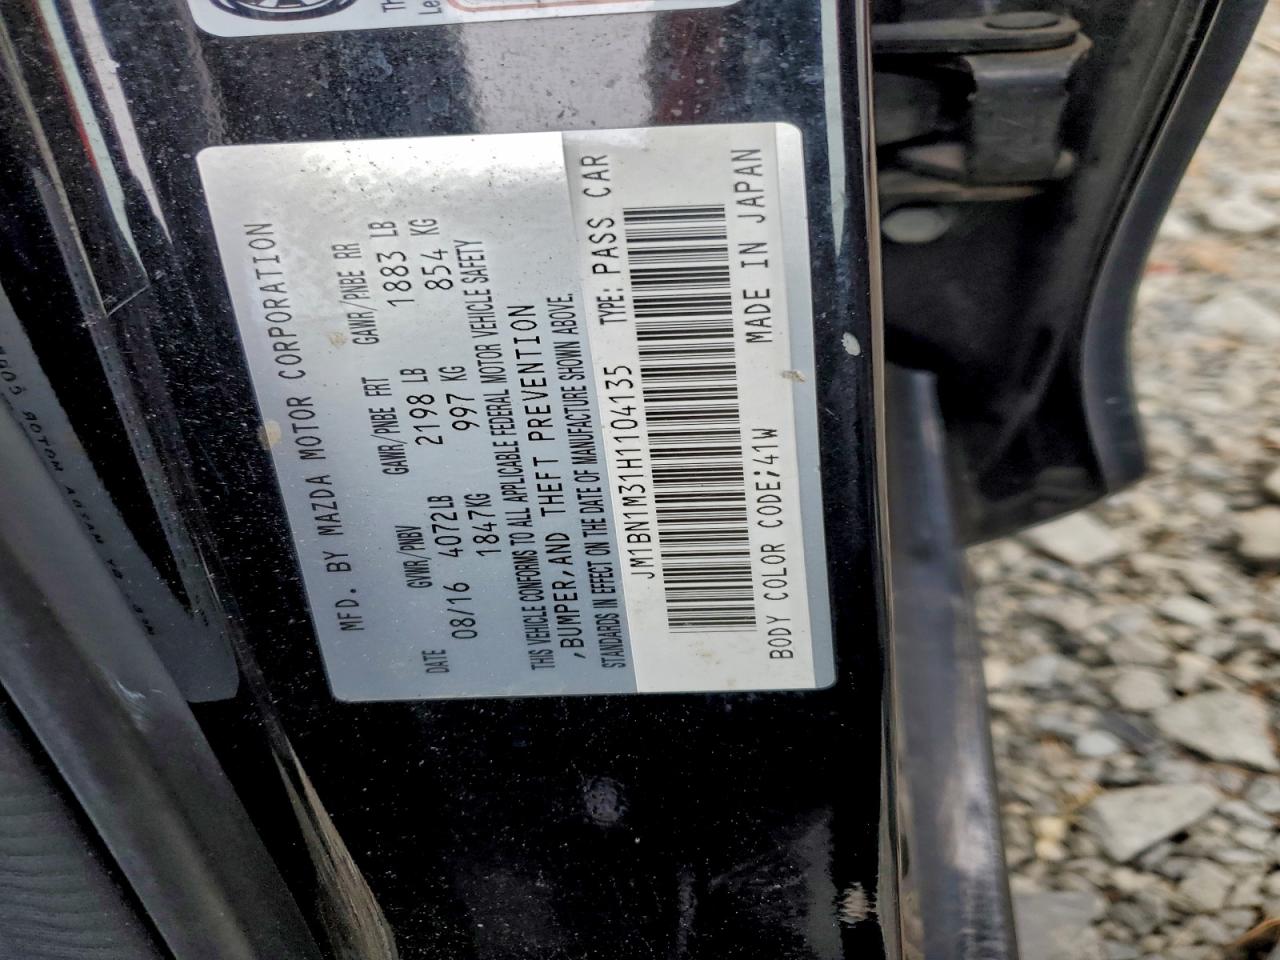 MFD. BY MAZDA MOTOR CORPORATION
DATE GVWR/PNBV GAWR/PNBE FRT GAWR/PNBE RR
08/16 4072LB 2198 LB 1883 LB
1847KG 997 KG 854 KG
THIS VEHICLE CONFORMS TO ALL APPLICABLE FEDERAL MOTOR VEHICLE SAFETY
,BUMPER,AND THEFT PREVENTION
STANDARDS IN EFFECT ON THE DATE OF MANUFACTURE SHOWN ABOVE.
JM1BN1M31H1104135 TYPE: PASS CAR
BODY COLOR CODE;41W MADE IN JAPAN
Th
Le